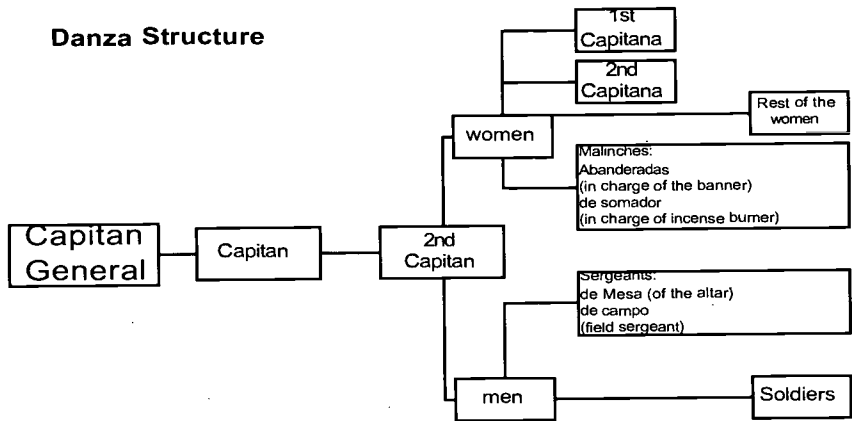 Danza Structure
1st
Capitana
2nd
Capitana
Rest of the
women
women
Malinches:
Abanderadas
(in charge of the banner)
de somador
(in charge of incense burner)
Capitan
General
Capitan
2nd
Capitan
Sergeants:
de Mesa (of the altar)
de campo
(field sergeant)
men
Soldiers